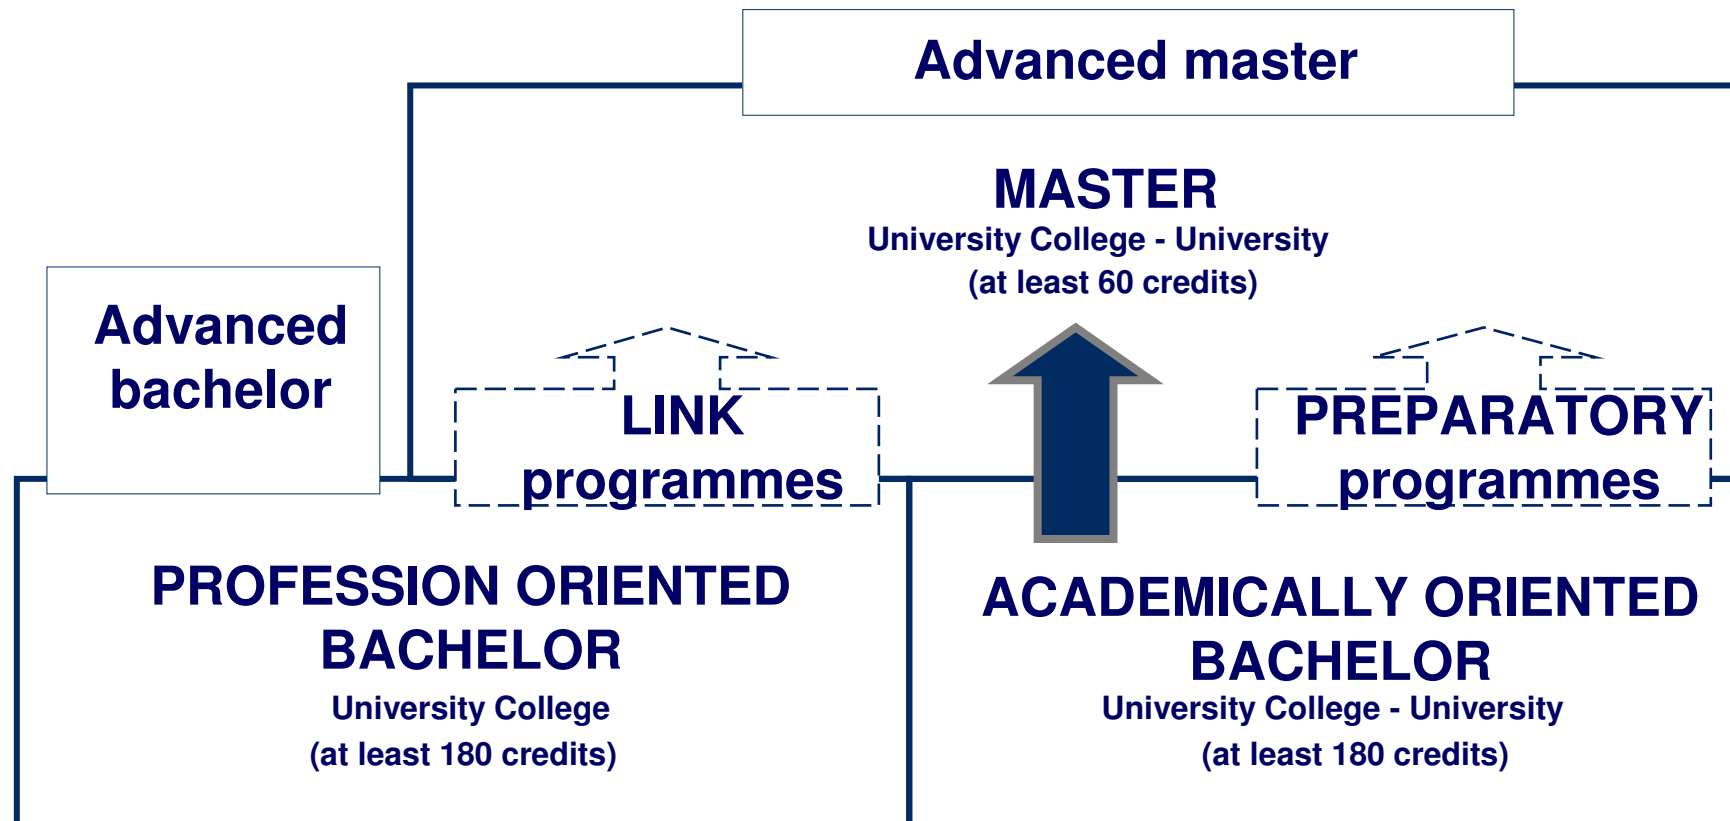 Advanced master
MASTER
University College - University
(at least 60 credits)
Advanced
bachelor
LINK
programmes
PREPARATORY
programmes
PROFESSION ORIENTED
BACHELOR
University College
(at least 180 credits)
ACADEMICALLY ORIENTED
BACHELOR
University College - University
(at least 180 credits)